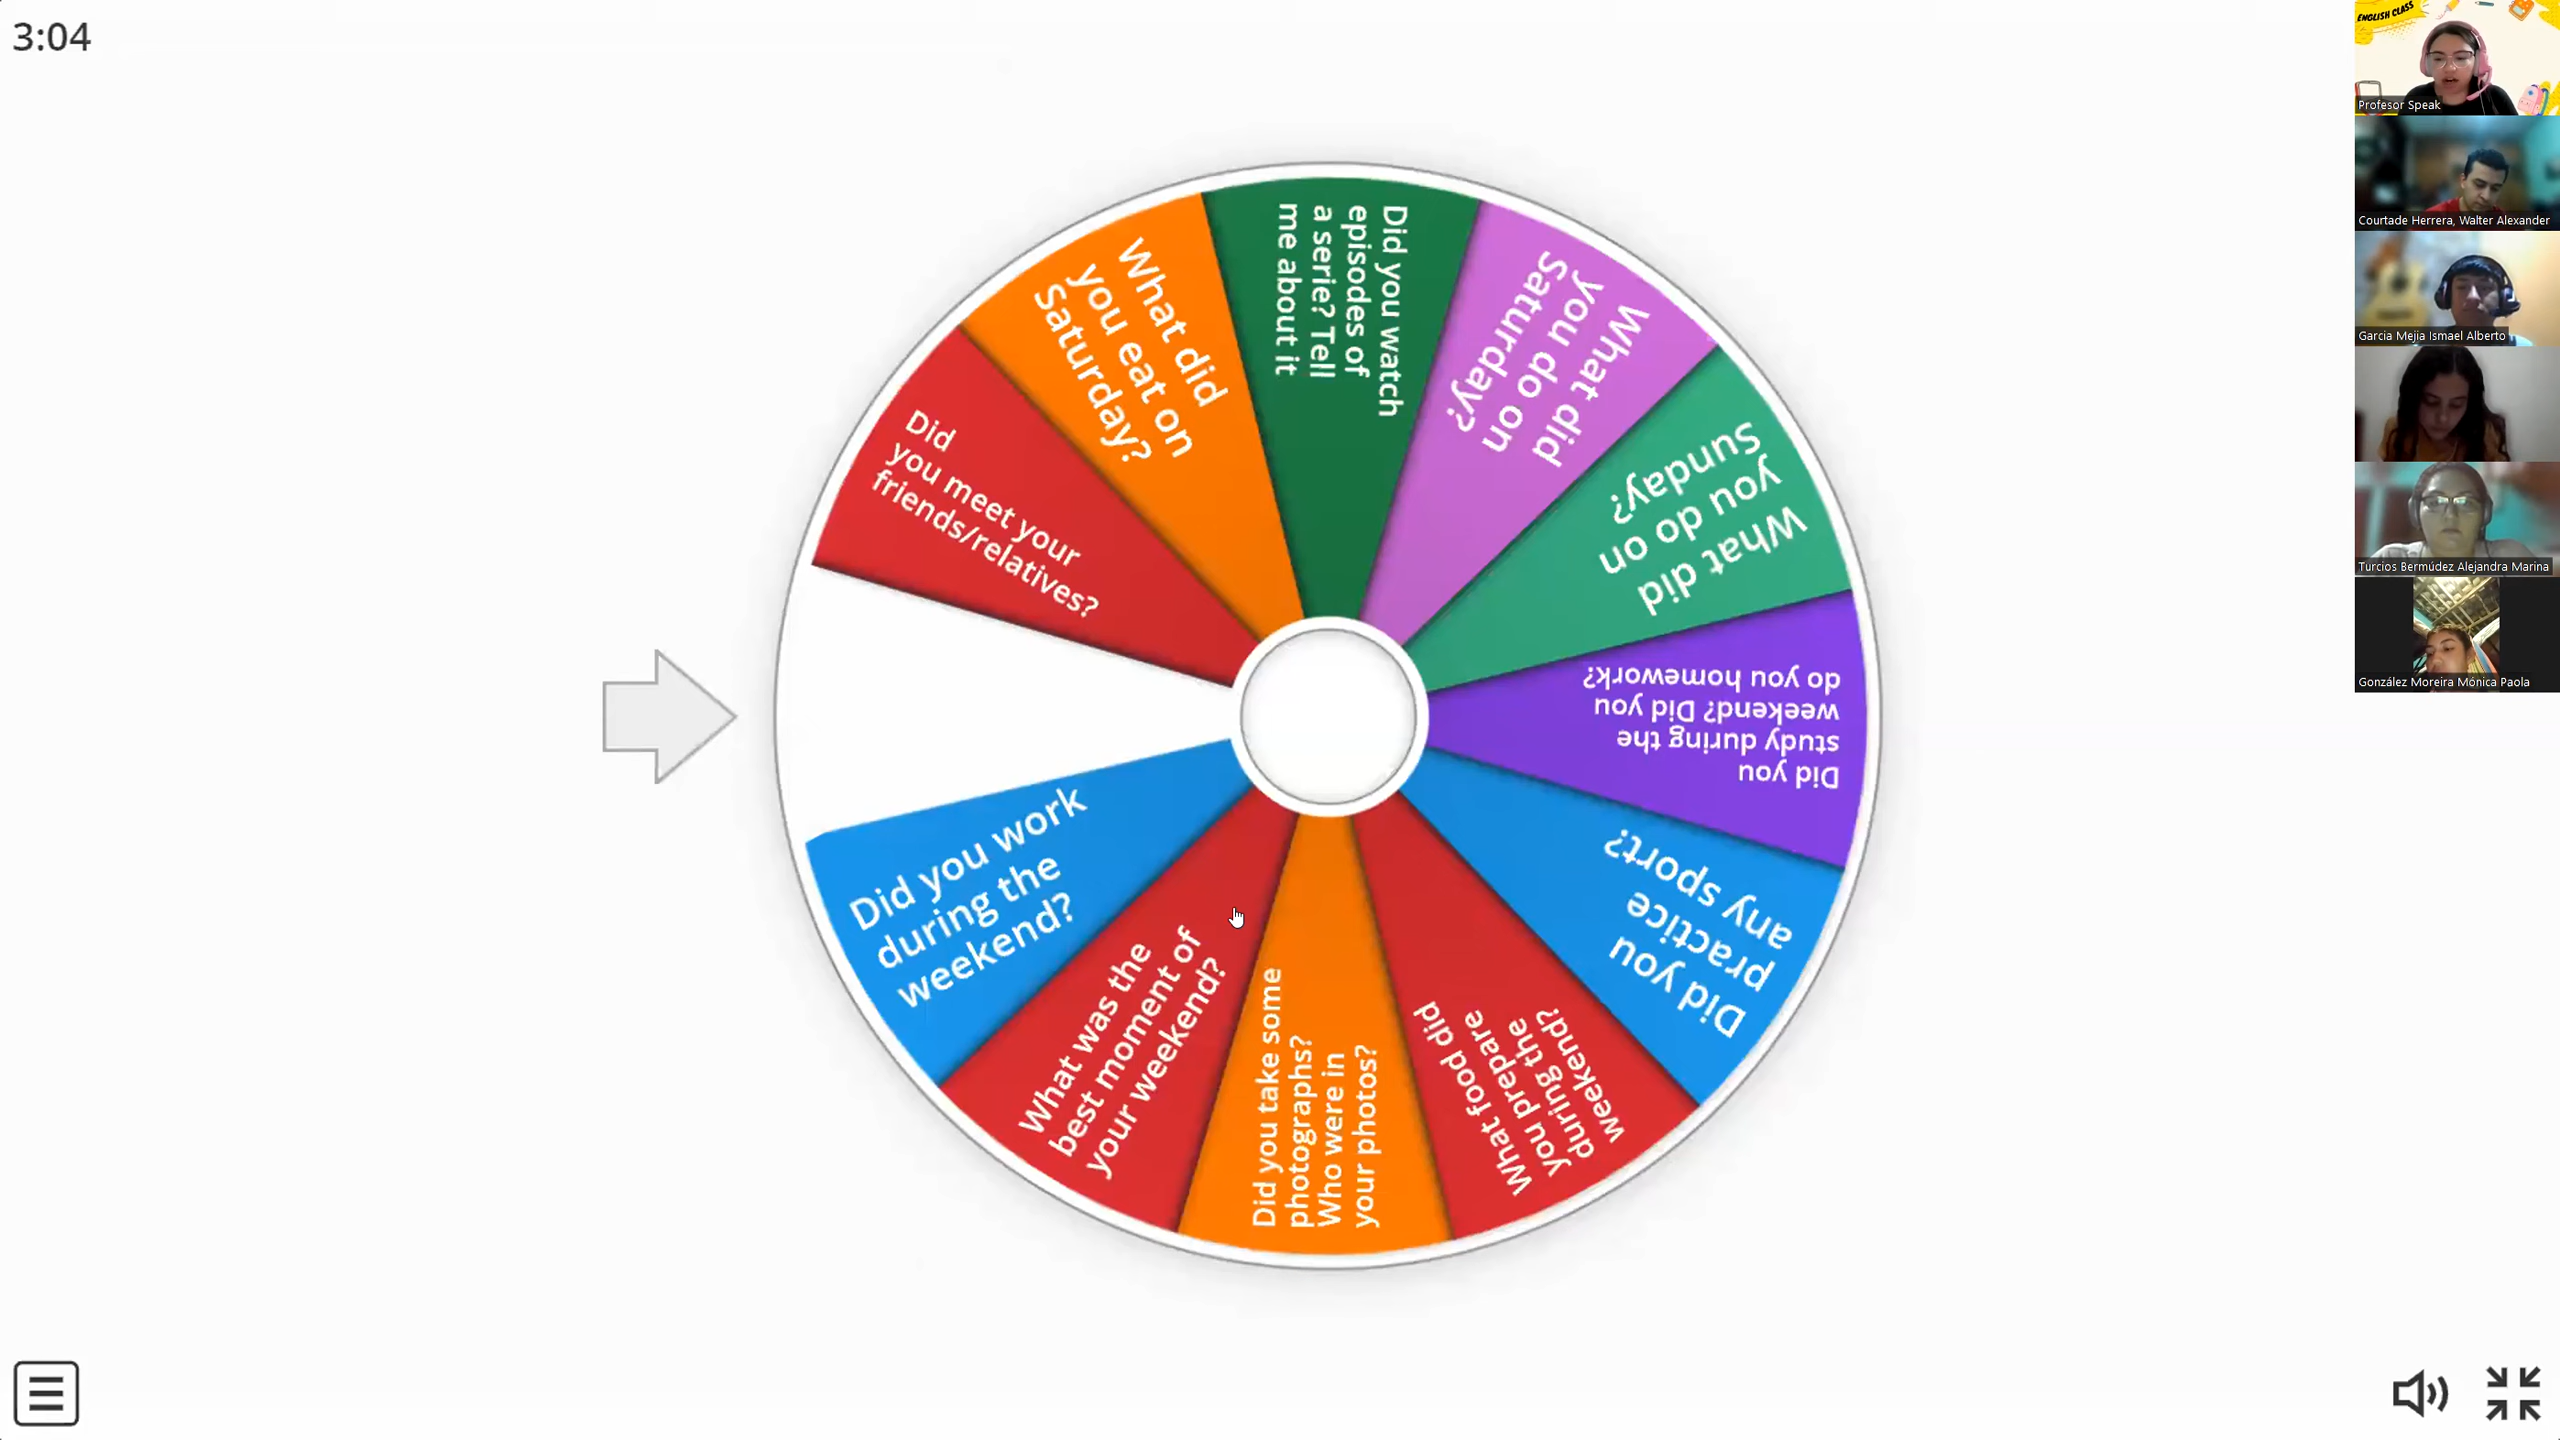 3:04
Did you watch
episodes of
a serie? Tell
me about it
What did
you do on
Saturday?
What did
you do on
Sunday?
Did you
study during the
weekend? Did you
do you homework?
Did you
practice
any sport?
What food did
you prepare
during the
weekend?
Did you take some
photographs?
Who were in
your photos?
What was the
best moment of
your weekend?
Did you work
during the
weekend?
Did
you meet your
friends/relatives?
What did
you eat on
Saturday?
ENGLISH CLASS
Profesor Speak
Courtade Herrera, Walter Alexander
Garcia Mejia Ismael Alberto
Turcios Bermúdez Alejandra Marina
González Moreira Mónica Paola